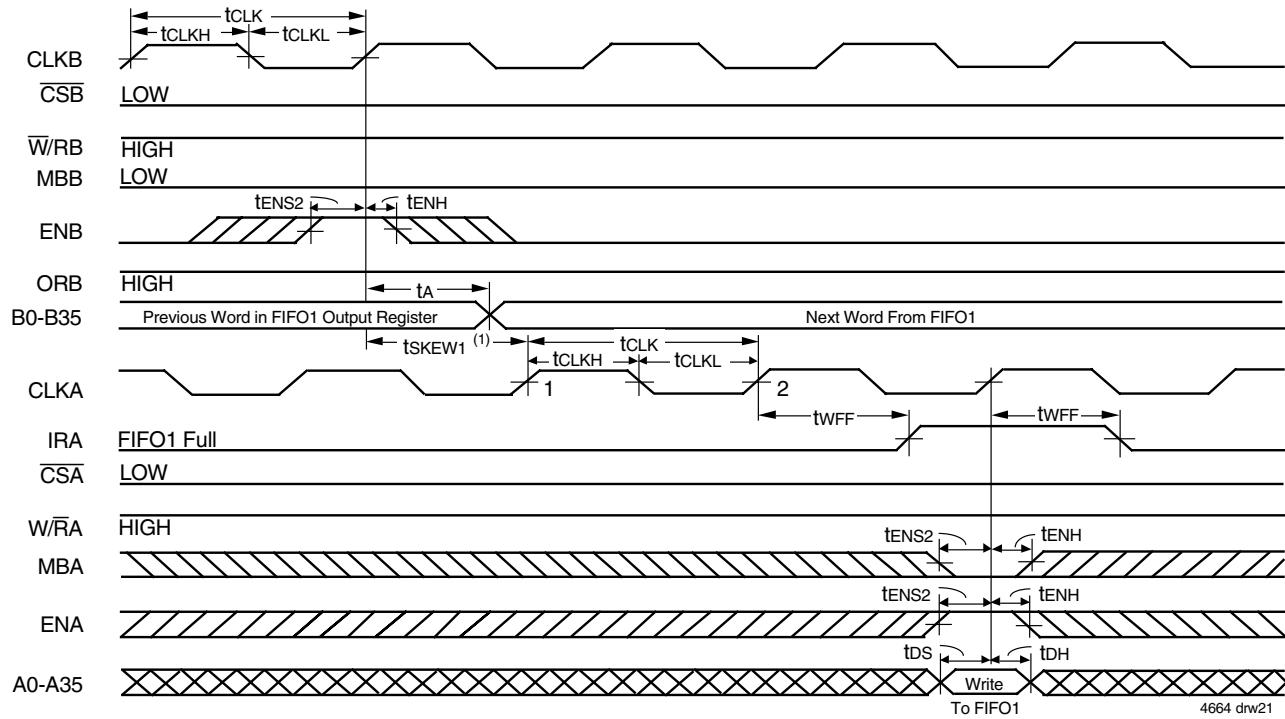 tCLK
tCLKH tCLKL
CLKB
CSB LOW
W/RB HIGH
MBB LOW
tENS2 tENH
ENB
ORB HIGH
tA
B0-B35 Previous Word in FIFO1 Output Register Next Word From FIFO1
tSKEW1 (1) tCLK
tCLKH tCLKL
CLKA 1 2
tWFF tWFF
IRA FIFO1 Full
CSA LOW
W/RA HIGH
tENS2 tENH
MBA
tENS2 tENH
ENA
tDS tDH
A0-A35 Write
To FIFO1
4664 drw21